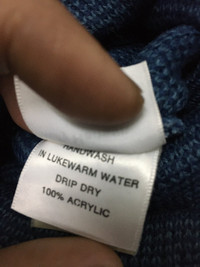 HANDWASH
IN LUKEWARM WATER
DRIP DRY
100% ACRYLIC